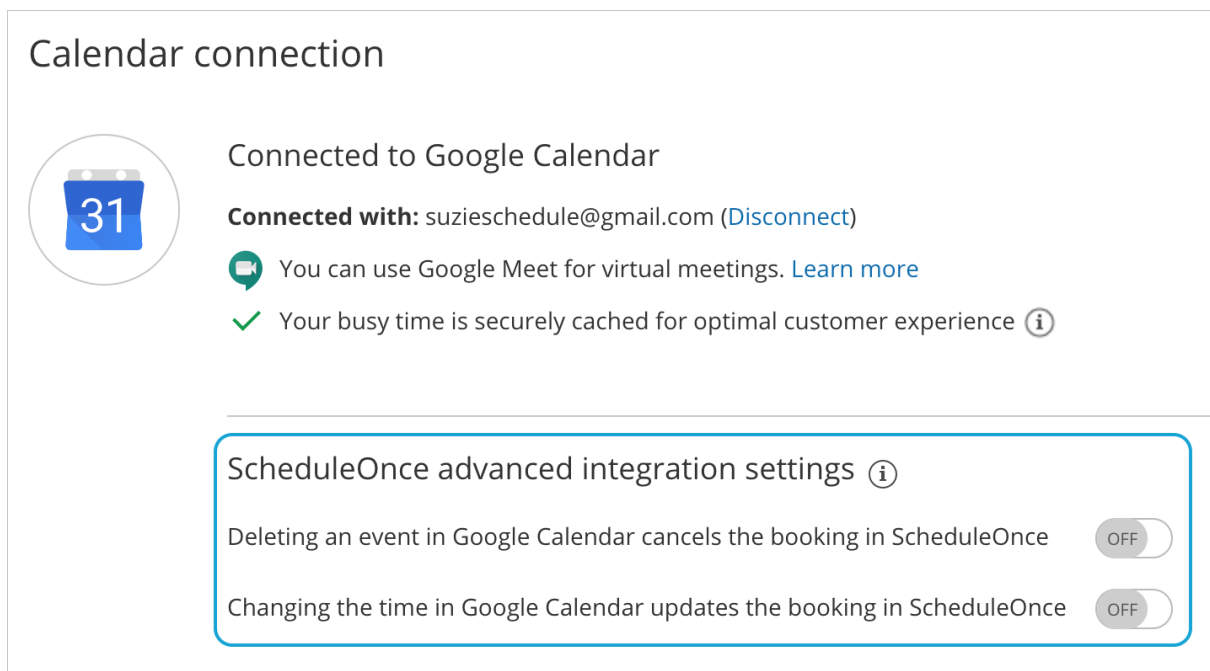 Calendar connection
31
Connected to Google Calendar
Connected with: suzieschedule@gmail.com (Disconnect)
You can use Google Meet for virtual meetings. Learn more
Your busy time is securely cached for optimal customer experience i
ScheduleOnce advanced integration settings i
Deleting an event in Google Calendar cancels the booking in ScheduleOnce OFF
Changing the time in Google Calendar updates the booking in ScheduleOnce OFF